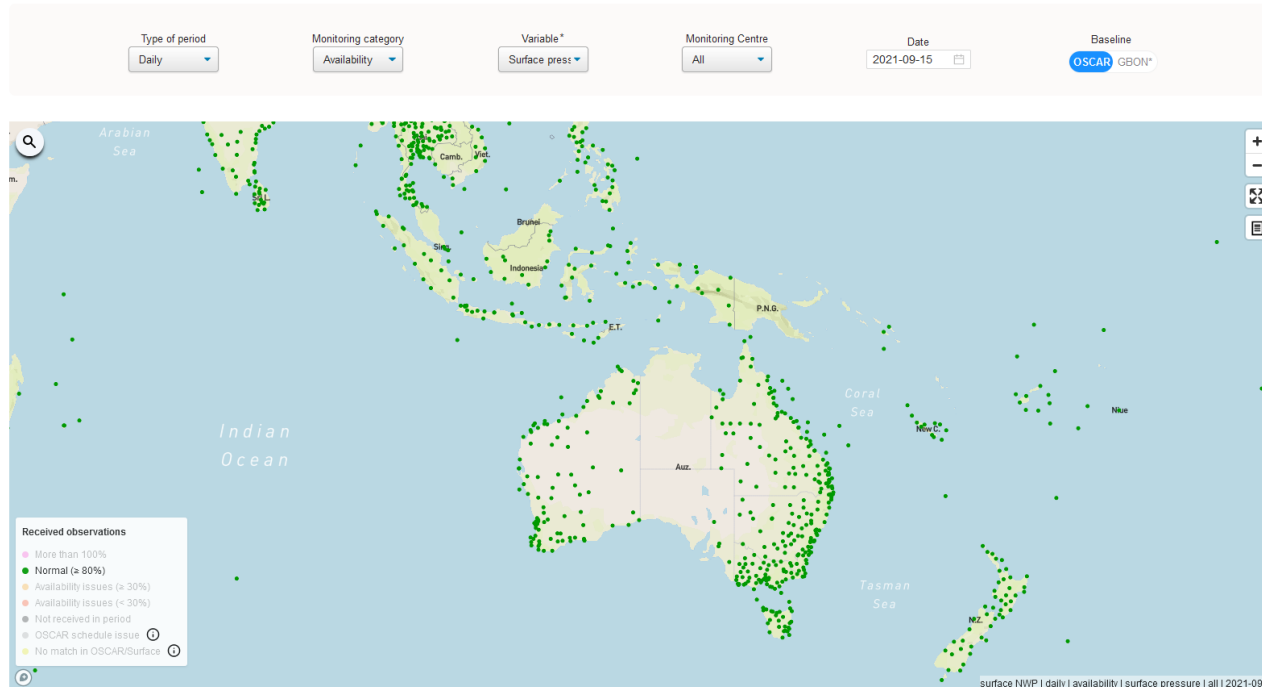 Type of period
Monitoring category
Variable*
Monitoring Centre
Date
Baseline
Daily
Availability
Surface press
All
2021-09-15
OSCAR GBON*
Arabian
Sea
m.
Camb.
Viet.
Brunei
Sing.
Indonesia
P.N.G.
E.T.
Coral
Sea
Niue
New C.
Indian
Ocean
Auz.
Tasman
Sea
N.Z.
Received observations
More than 100%
Normal (≥ 80%)
Availability issues (≥ 30%)
Availability issues (< 30%)
Not received in period
OSCAR schedule issue
No match in OSCAR/Surface
surface NWP | daily | availability | surface pressure | all | 2021-09